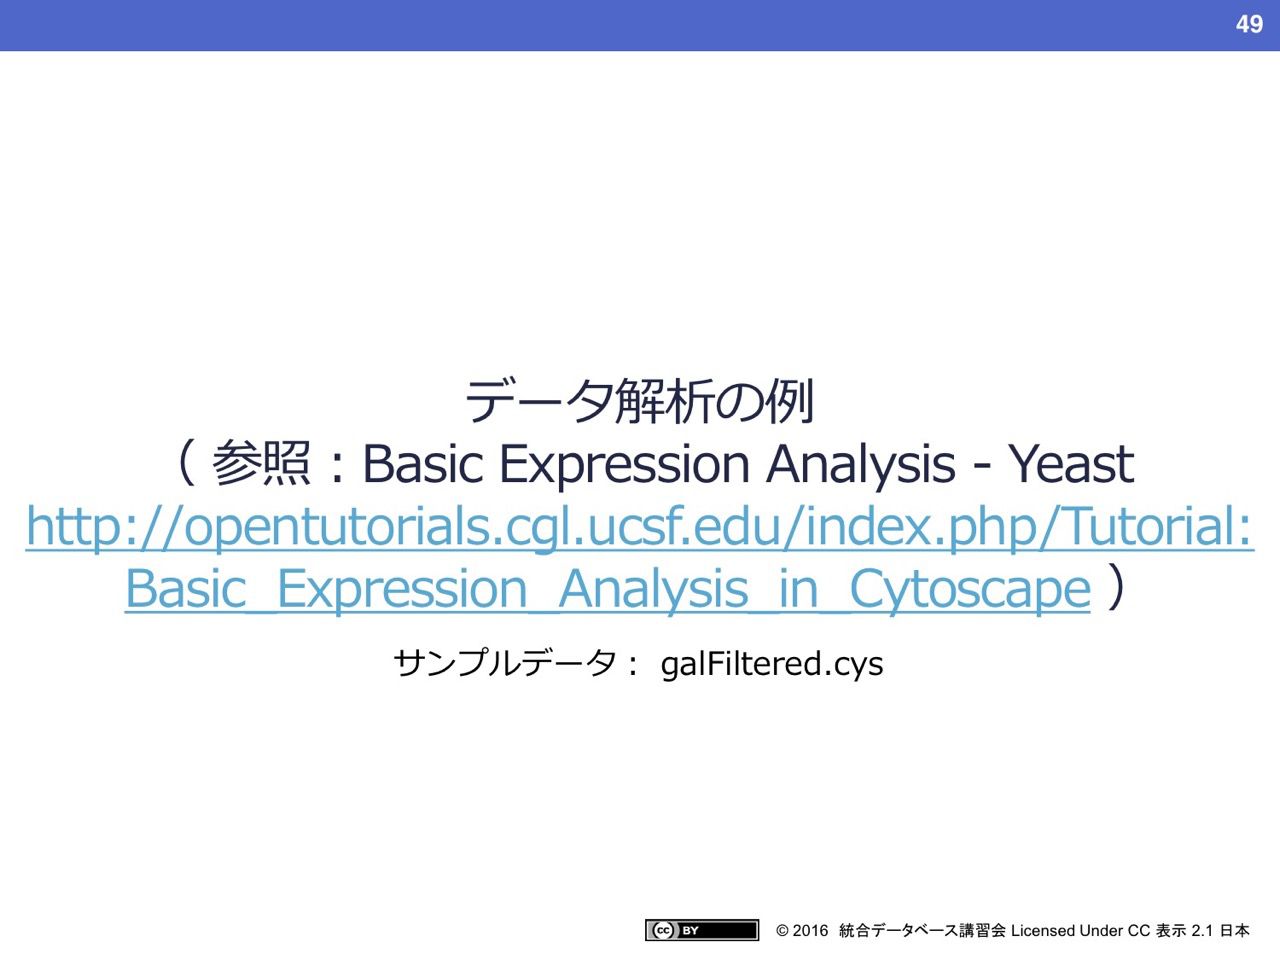 49
データ解析の例
（ 参照：Basic Expression Analysis - Yeast
http://opentutorials.cgl.ucsf.edu/index.php/Tutorial:
Basic_Expression_Analysis_in_Cytoscape ）
サンプルデータ： galFiltered.cys
cc BY © 2016 統合データベース講習会 Licensed Under CC 表示 2.1 日本